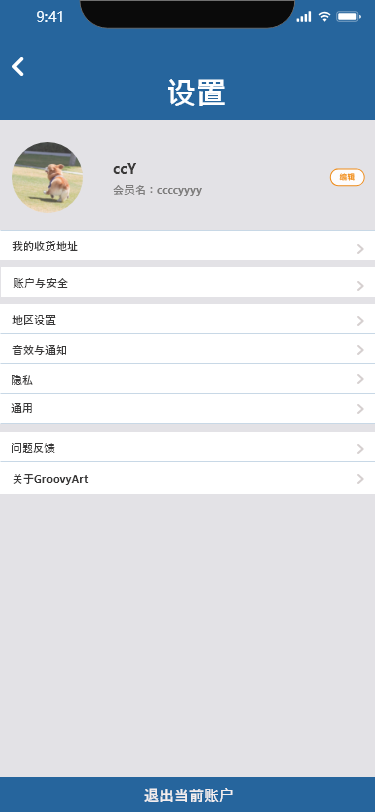 9:41
设置
ccY
会员名：ccccyyyy
编辑
我的收货地址
账户与安全
地区设置
音效与通知
隐私
通用
问题反馈
关于GroovyArt
退出当前账户